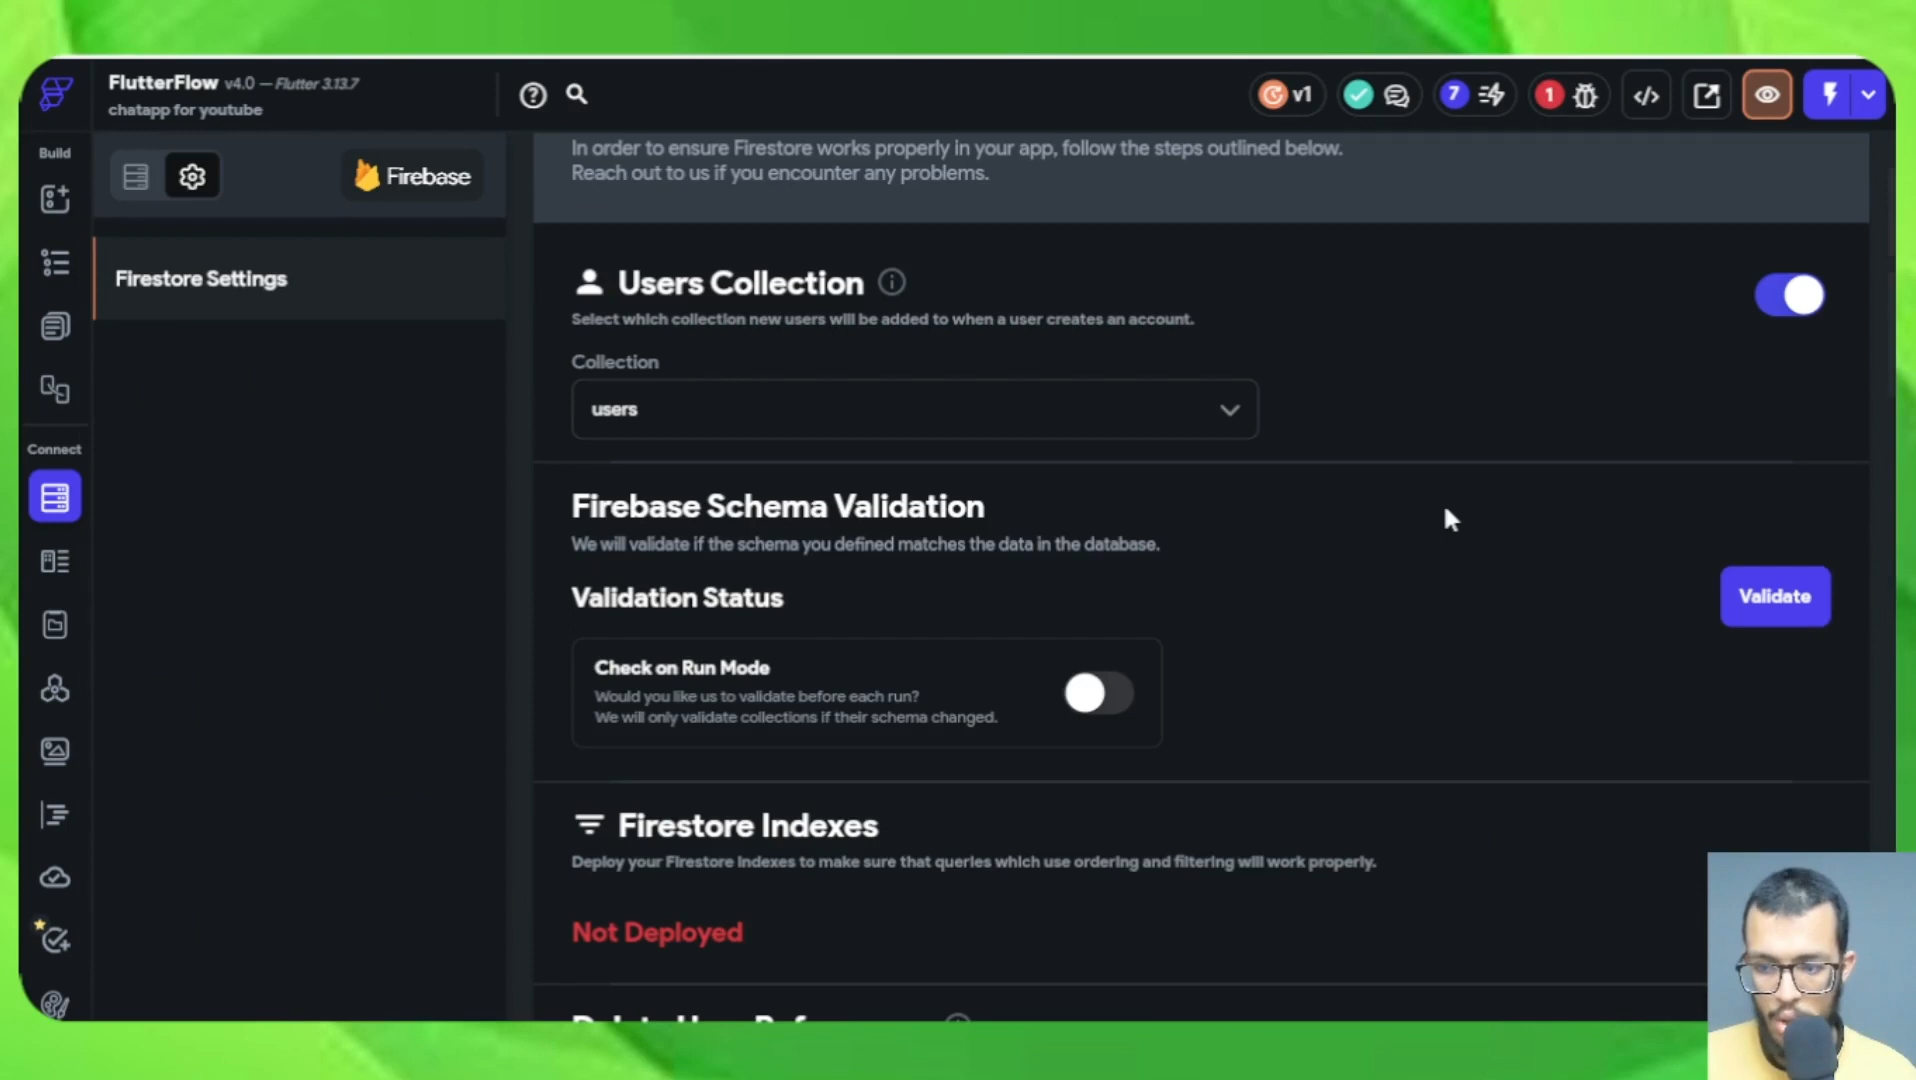 FlutterFlow v4.0 — Flutter 3.13.7
chatapp for youtube
v1
7
1
Build
Firebase
In order to ensure Firestore works properly in your app, follow the steps outlined below.
Reach out to us if you encounter any problems.
Firestore Settings
Users Collection
Select which collection new users will be added to when a user creates an account.
Collection
users
Connect
Firebase Schema Validation
We will validate if the schema you defined matches the data in the database.
Validation Status
Validate
Check on Run Mode
Would you like us to validate before each run?
We will only validate collections if their schema changed.
Firestore Indexes
Deploy your Firestore Indexes to make sure that queries which use ordering and filtering will work properly.
Not Deployed